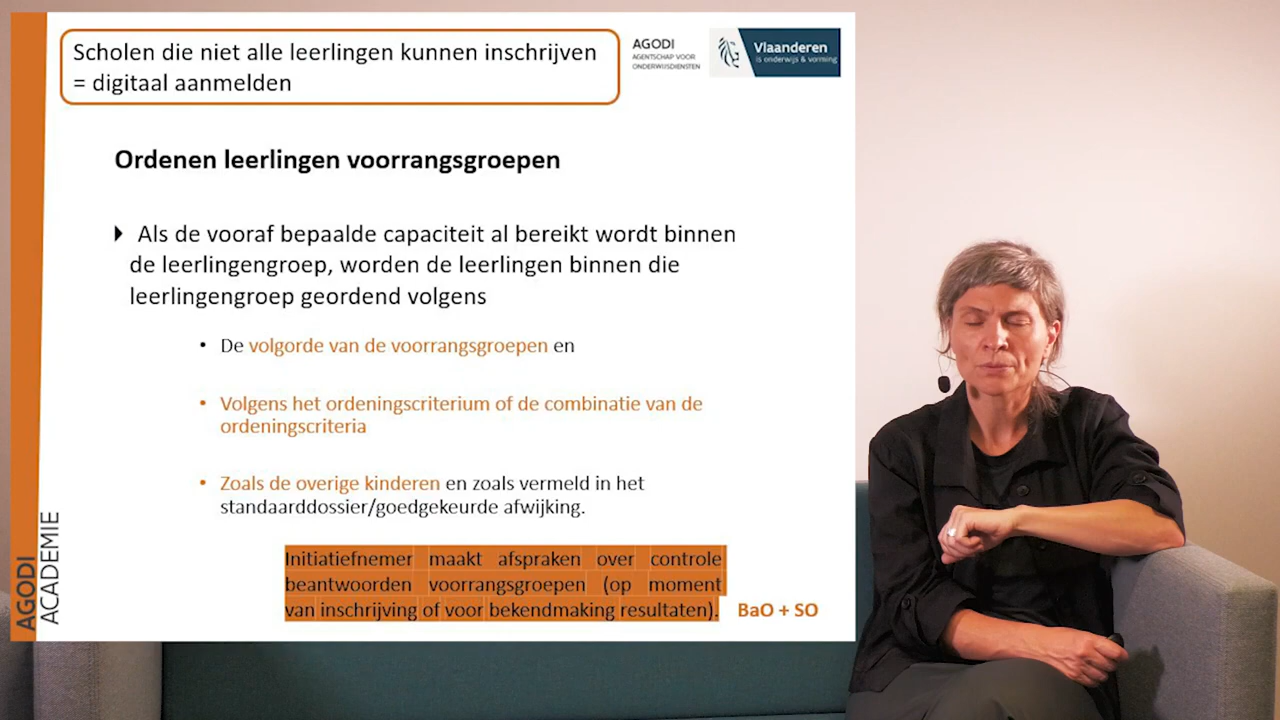 Scholen die niet alle leerlingen kunnen inschrijven
= digitaal aanmelden
AGODI
AGENTSCHAP VOOR
ONDERWIJSDIENSTEN
Vlaanderen
is onderwijs & vorming
Ordenen leerlingen voorrangsgroepen
Als de vooraf bepaalde capaciteit al bereikt wordt binnen
de leerlingengroep, worden de leerlingen binnen die
leerlingengroep geordend volgens
• De volgorde van de voorrangsgroepen en
• Volgens het ordeningscriterium of de combinatie van de
ordeningscriteria
• Zoals de overige kinderen en zoals vermeld in het
standaarddossier/goedgekeurde afwijking.
Initiatiefnemer maakt afspraken over controle
beantwoorden voorrangsgroepen (op moment
van inschrijving of voor bekendmaking resultaten).
BaO + SO
AGODI
ACADEMIE